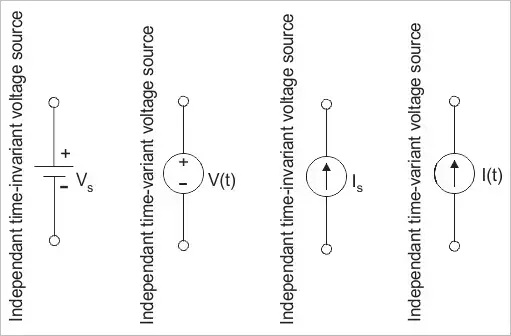 Independant time-invariant voltage source
+
-
Vs
Independant time-variant voltage source
+
-
V(t)
Independant time-invariant voltage source
Is
Independant time-variant voltage source
I(t)